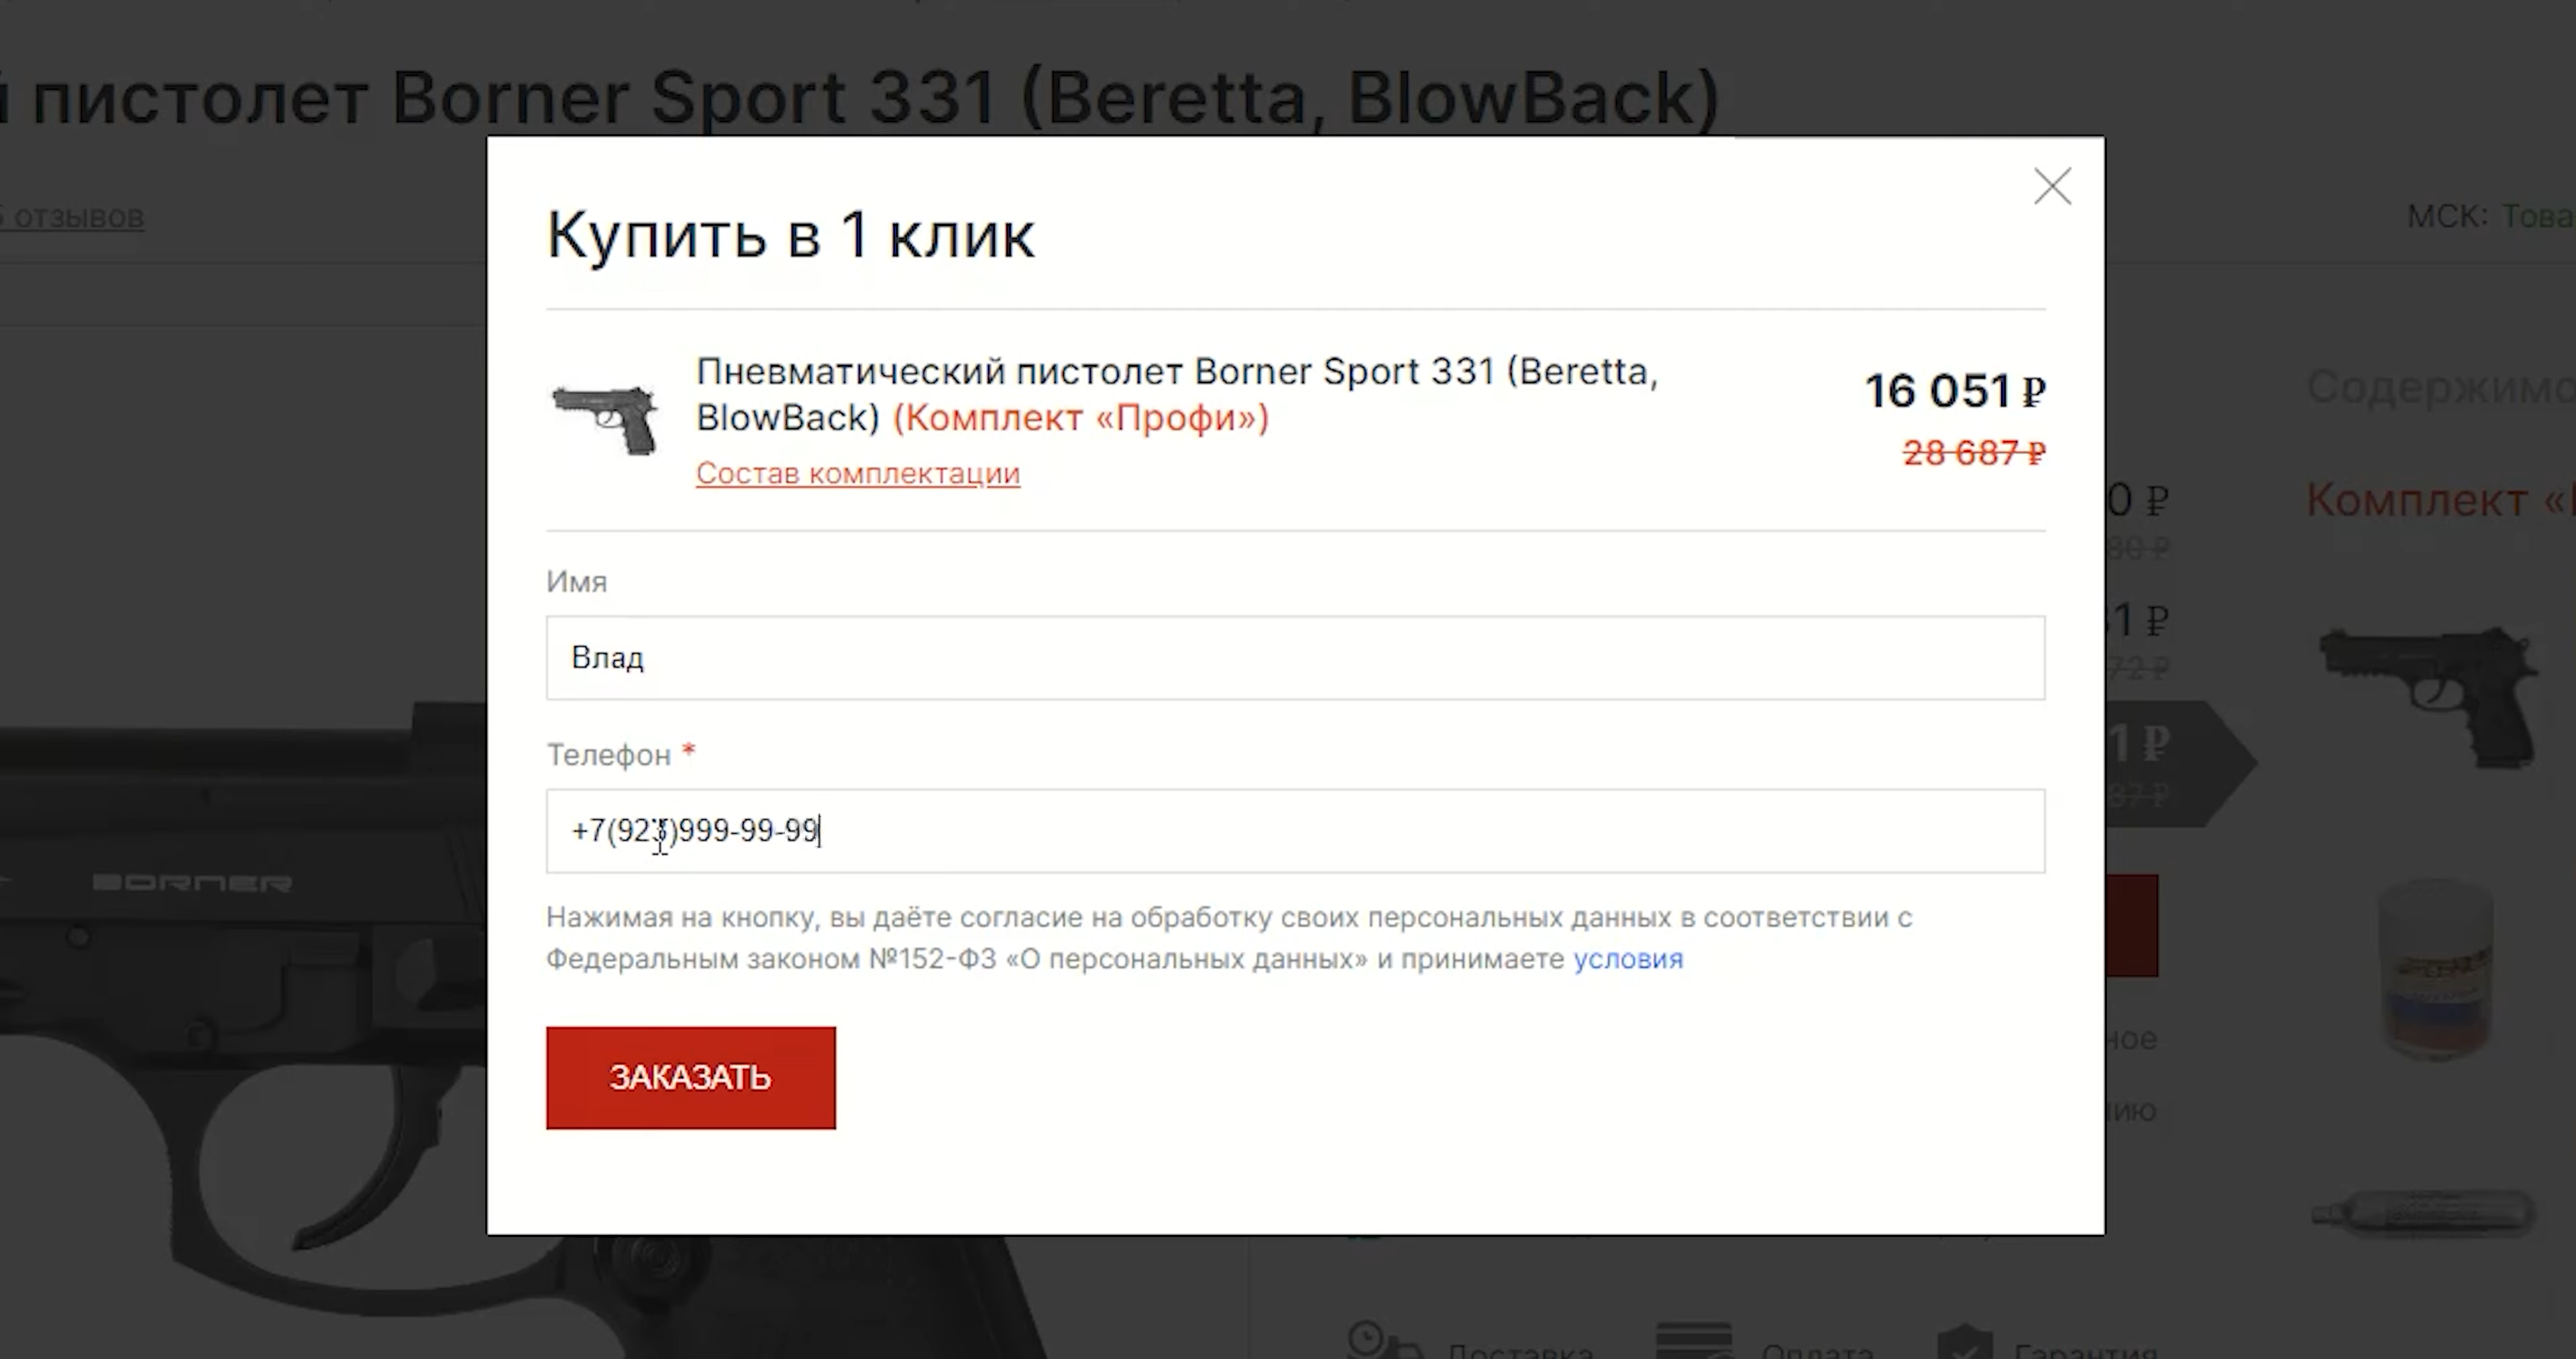 пистолет Borner Sport 331 (Beretta, BlowBack)
отзывов
МСК:
Купить в 1 клик
Пневматический пистолет Borner Sport 331 (Beretta,
BlowBack) (Комплект «Профи»)
Состав комплектации
16 051 ₽
28 687 ₽
Комплект
Имя
Влад
Телефон *
+7(923)999-99-99
BORNER
Нажимая на кнопку, вы даёте согласие на обработку своих персональных данных в соответствии с
Федеральным законом №152-ФЗ «О персональных данных» и принимаете условия
ЗАКАЗАТЬ
Доставка
Оплата
Гарантия